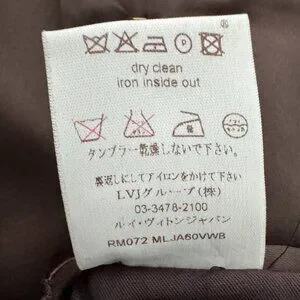 dry clean
iron inside out
タンブラー乾燥しないで下さい。
裏返しにしてアイロンをかけて下さい
LVJグループ(株)
03-3478-2100
ルイ・ヴィトンジャパン
RM072 MLJA60VWB